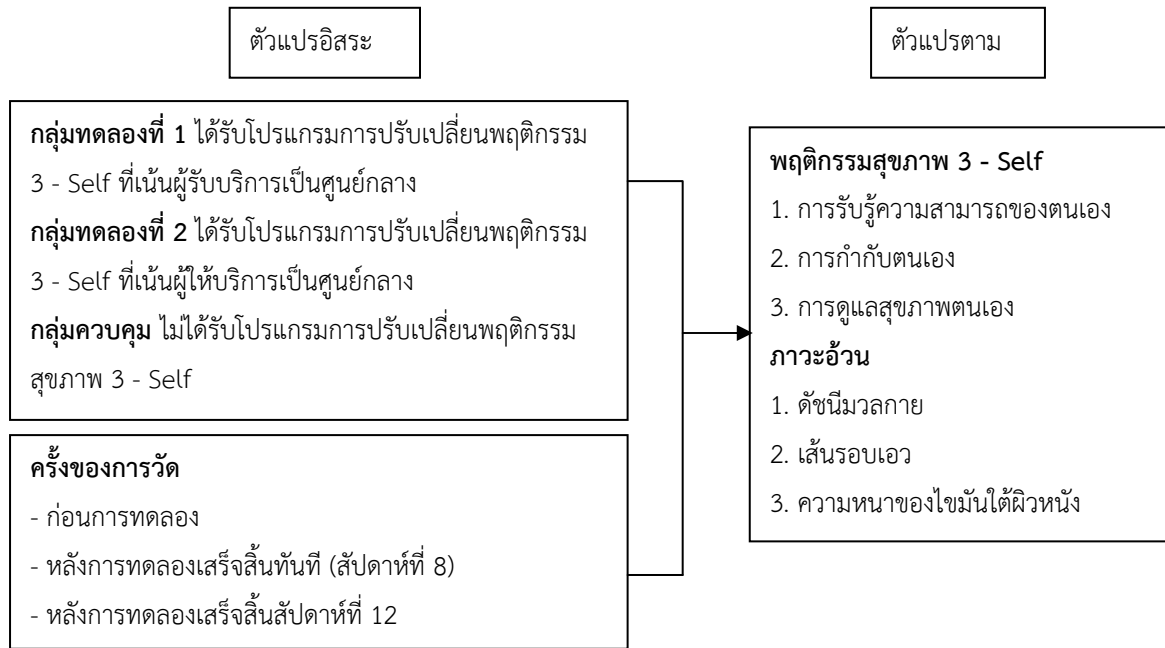 ตัวแปรอิสระ
ตัวแปรตาม
กลุ่มทดลองที่ 1 ได้รับโปรแกรมการปรับเปลี่ยนพฤติกรรม
3 - Self ที่เน้นผู้รับบริการเป็นศูนย์กลาง
กลุ่มทดลองที่ 2 ได้รับโปรแกรมการปรับเปลี่ยนพฤติกรรม
3 - Self ที่เน้นผู้ให้บริการเป็นศูนย์กลาง
กลุ่มควบคุม ไม่ได้รับโปรแกรมการปรับเปลี่ยนพฤติกรรม
สุขภาพ 3 - Self
ครั้งของการวัด
- ก่อนการทดลอง
- หลังการทดลองเสร็จสิ้นทันที (สัปดาห์ที่ 8)
- หลังการทดลองเสร็จสิ้นสัปดาห์ที่ 12
พฤติกรรมสุขภาพ 3 - Self
1. การรับรู้ความสามารถของตนเอง
2. การกำกับตนเอง
3. การดูแลสุขภาพตนเอง
ภาวะอ้วน
1. ดัชนีมวลกาย
2. เส้นรอบเอว
3. ความหนาของไขมันใต้ผิวหนัง